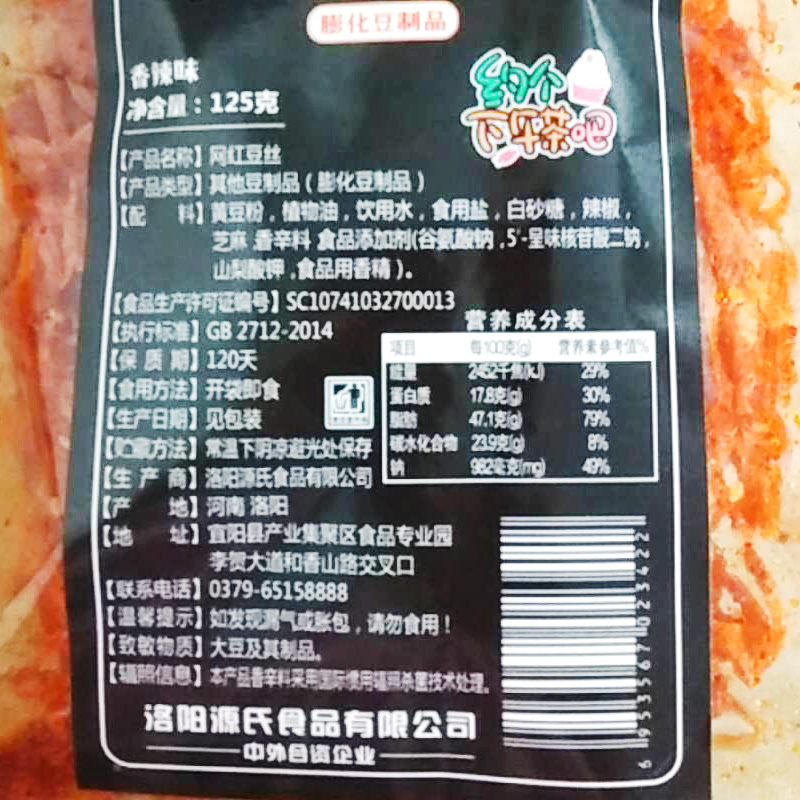 膨化豆制品
香辣味
净含量：125克
约个
下午茶吧
【产品名称】网红豆丝
【产品类型】其他豆制品（膨化豆制品）
【配 料】黄豆粉，植物油，饮用水，食用盐，白砂糖，辣椒，
芝麻 香辛料 食品添加剂(谷氨酸钠，5'-呈味核苷酸二钠，
山梨酸钾，食品用香精）。
【食品生产许可证编号】SC10741032700013
【执行标准】GB 2712-2014
【保 质 期】120天
【食用方法】开袋即食
【生产日期】见包装
【贮藏方法】常温下阴凉避光处保存
【生 产 商】洛阳源氏食品有限公司
【产 地】河南 洛阳
【地 址】宜阳县产业集聚区食品专业园
李贺大道和香山路交叉口
【联系电话】0379-65158888
【温馨提示】如发现漏气或胀包，请勿食用！
【致敏物质】大豆及其制品。
【辐照信息】本产品香辛料采用国际惯用辐照杀菌技术处理。
营养成分表
项目 每100克(g) 营养素参考值%
能量 2452千焦(kJ) 29%
蛋白质 17.8克(g) 30%
脂肪 47.1克(g) 79%
碳水化合物 23.9克(g) 8%
钠 982毫克(mg) 49%
6953567023422
洛阳源氏食品有限公司
中外合资企业